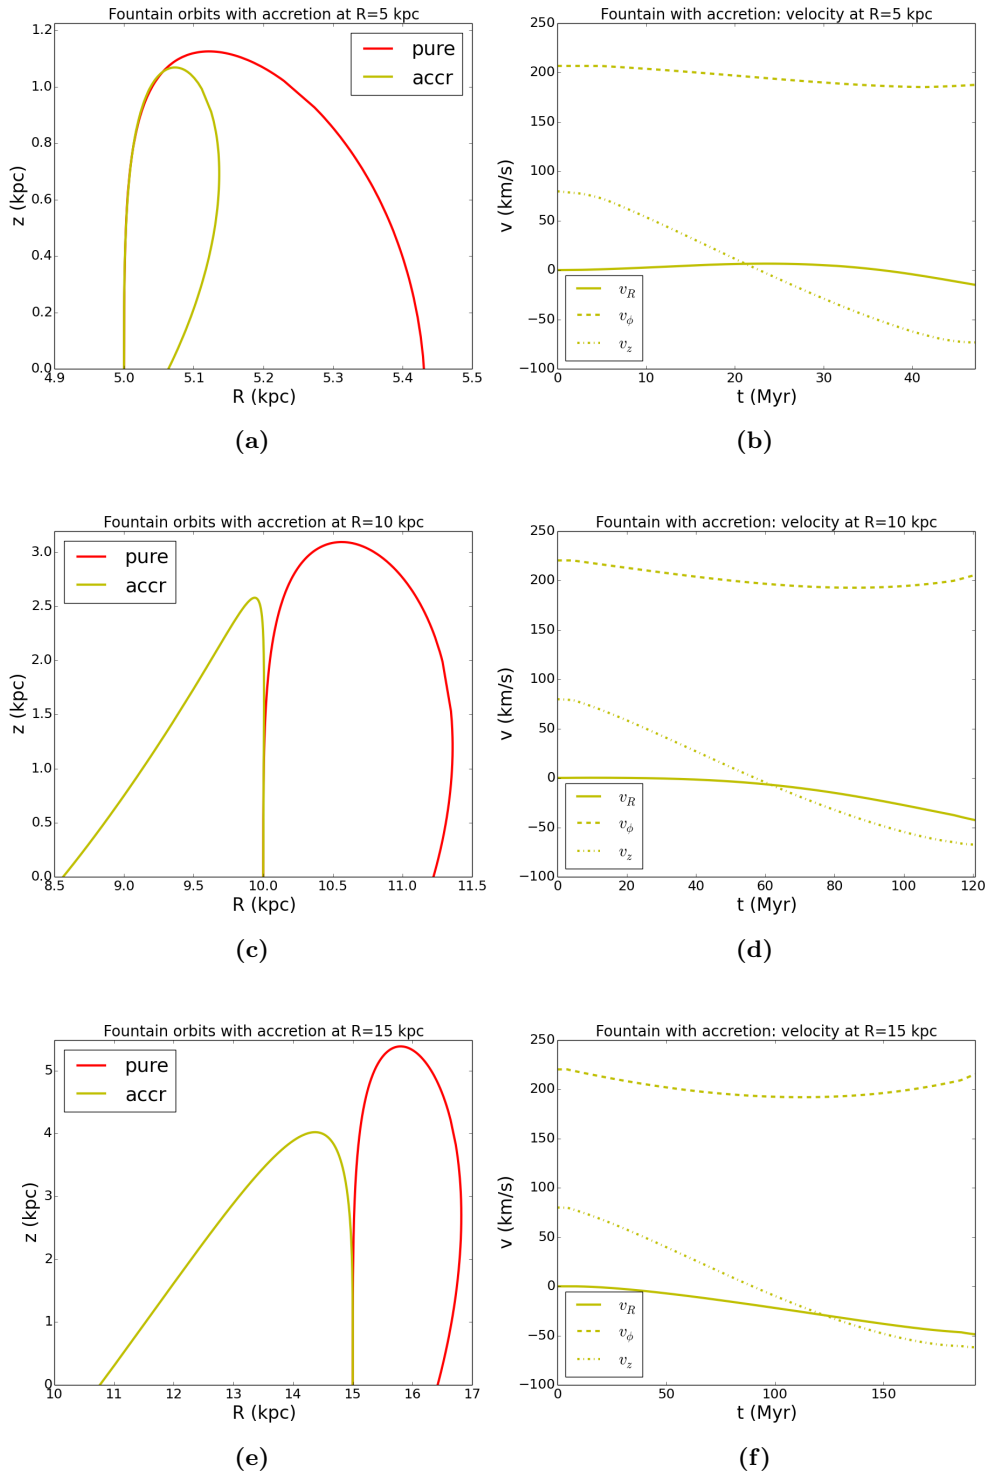 Fountain orbits with accretion at R=5 kpc
pure
accr
1.2
1.0
0.8
0.6
0.4
0.2
0.0
z (kpc)
4.9 5.0 5.1 5.2 5.3 5.4 5.5
R (kpc)
(a)
Fountain with accretion: velocity at R=5 kpc
250
200
150
100
50
0
−50
−100
v (km/s)
v_R
v_ϕ
v_z
0 10 20 30 40
t (Myr)
(b)
Fountain orbits with accretion at R=10 kpc
pure
accr
3.0
2.5
2.0
1.5
1.0
0.5
0.0
z (kpc)
8.5 9.0 9.5 10.0 10.5 11.0 11.5
R (kpc)
(c)
Fountain with accretion: velocity at R=10 kpc
250
200
150
100
50
0
−50
−100
v (km/s)
v_R
v_ϕ
v_z
0 20 40 60 80 100 120
t (Myr)
(d)
Fountain orbits with accretion at R=15 kpc
pure
accr
5
4
3
2
1
0
z (kpc)
10 11 12 13 14 15 16 17
R (kpc)
(e)
Fountain with accretion: velocity at R=15 kpc
250
200
150
100
50
0
−50
−100
v (km/s)
v_R
v_ϕ
v_z
0 50 100 150
t (Myr)
(f)